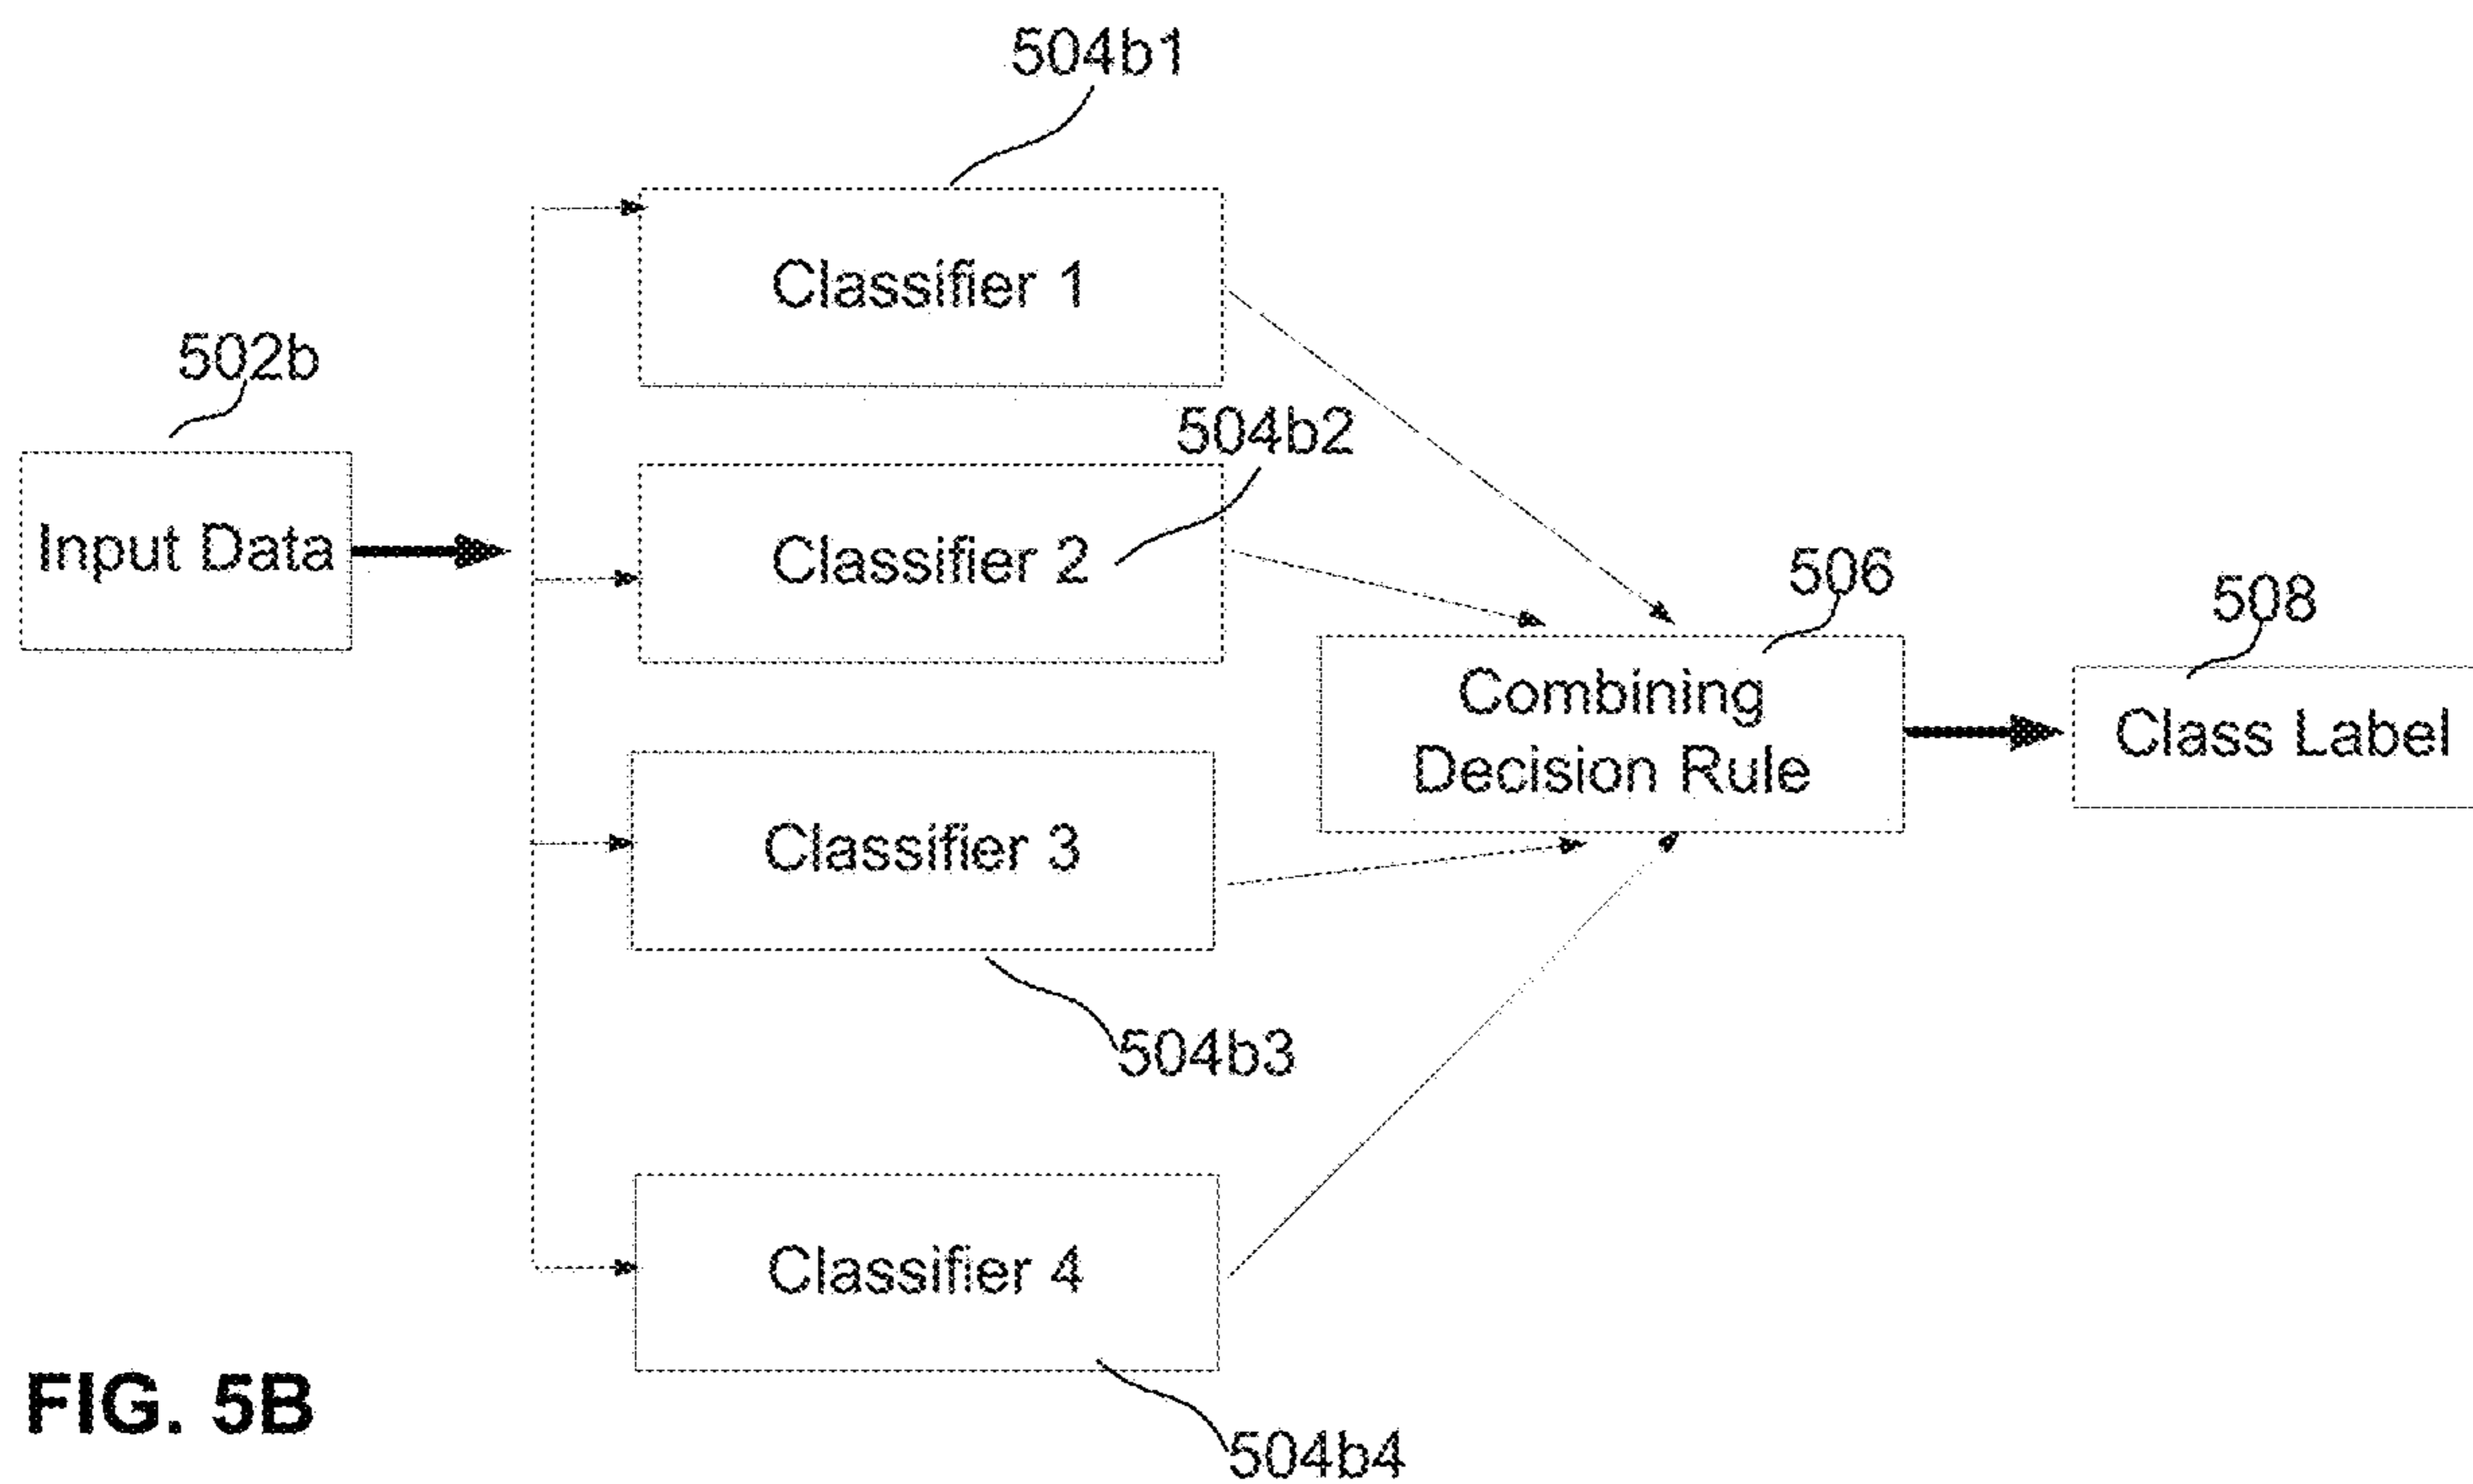 504b1
Classifier 1
502b
504b2
Input Data
Classifier 2
506
508
Combining
Decision Rule
Class Label
Classifier 3
504b3
Classifier 4
FIG. 5B
504b4